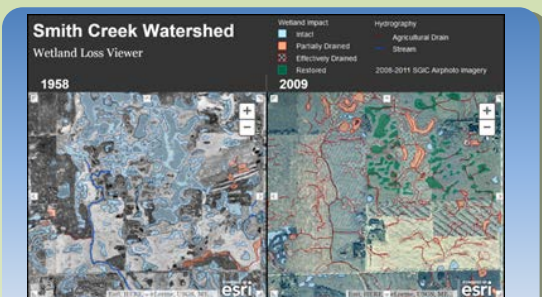 Smith Creek Watershed
Wetland Loss Viewer
Wetland Impact
Intact
Partially Drained
Effectively Drained
Restored
Hydrography
Agricultural Drain
Stream
2008-2011 SGIC Airphoto Imagery
1958
2009
+
−
+
−
esri
esri